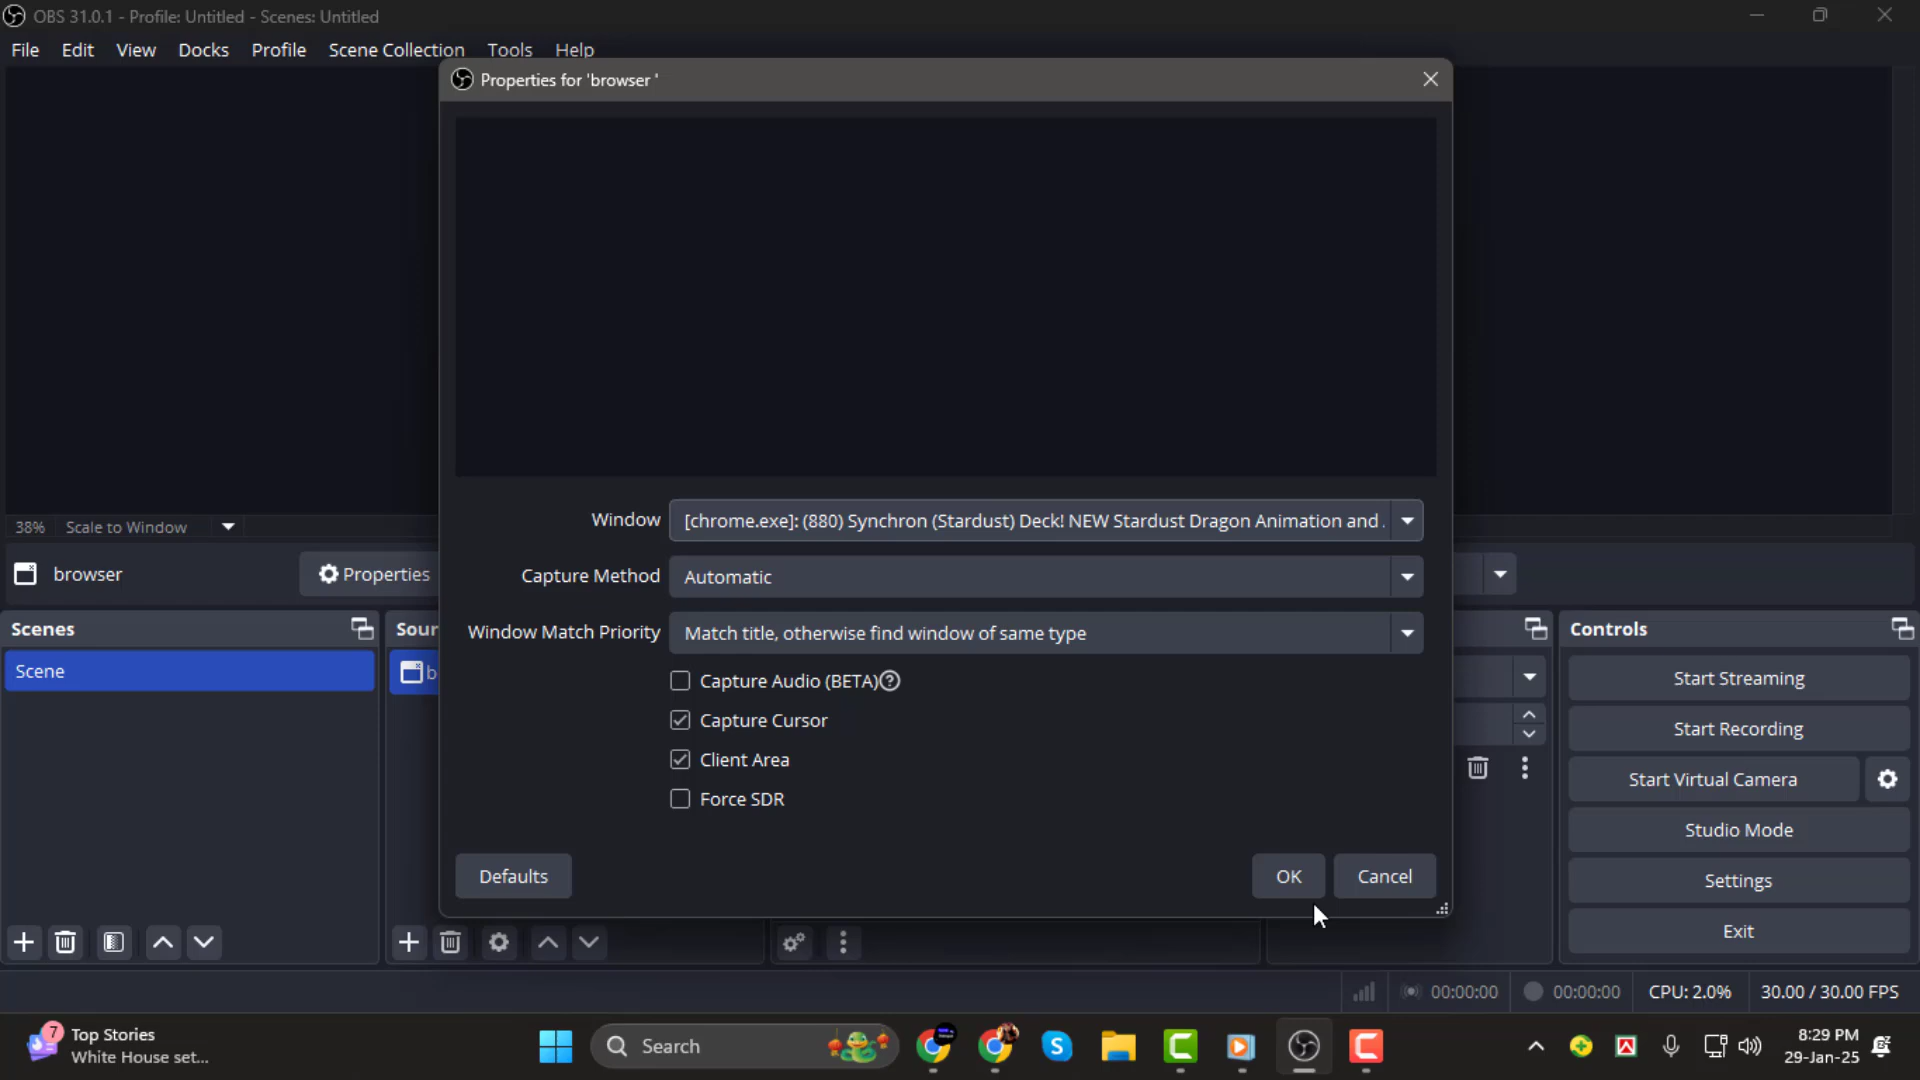 OBS 31.0.1 - Profile: Untitled - Scenes: Untitled
File Edit View Docks Profile Scene Collection Tools Help
Properties for 'browser '
Window [chrome.exe]: (880) Synchron (Stardust) Deck! NEW Stardust Dragon Animation and .
38% Scale to Window
browser Properties
Capture Method Automatic
Scenes Sour Controls
Window Match Priority Match title, otherwise find window of same type
Scene b
Capture Audio (BETA) ?
Start Streaming
Capture Cursor
Start Recording
Client Area
Start Virtual Camera
Force SDR
Studio Mode
Defaults OK Cancel
Settings
Exit
00:00:00 00:00:00 CPU: 2.0% 30.00 / 30.00 FPS
7 Top Stories
White House set...
Search
8:29 PM
29-Jan-25